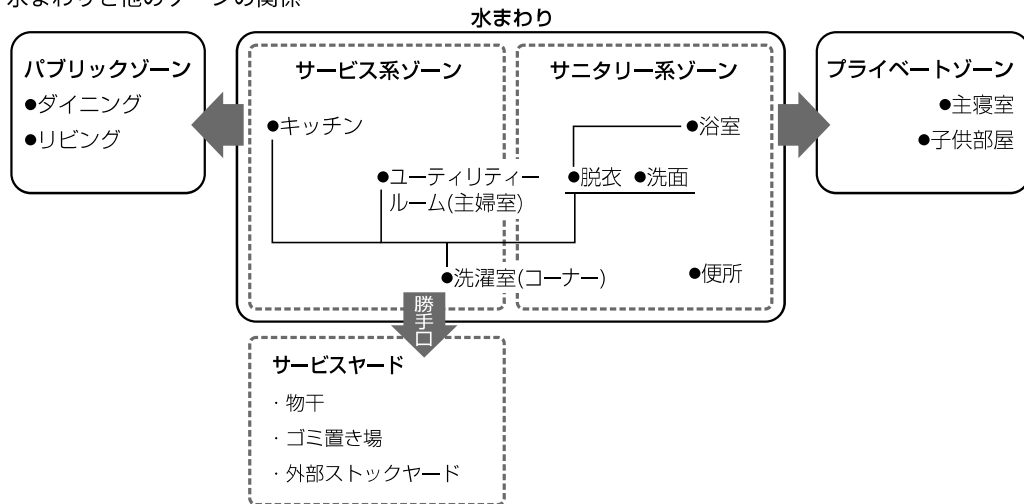 水まわりと他のゾーンの関係
水まわり
パブリックゾーン
●ダイニング
●リビング
サービス系ゾーン
●キッチン
●ユーティリティー
ルーム(主婦室)
●洗濯室(コーナー)
サニタリー系ゾーン
●浴室
●脱衣 ●洗面
●便所
プライベートゾーン
●主寝室
●子供部屋
勝手口
サービスヤード
・物干
・ゴミ置き場
・外部ストックヤード